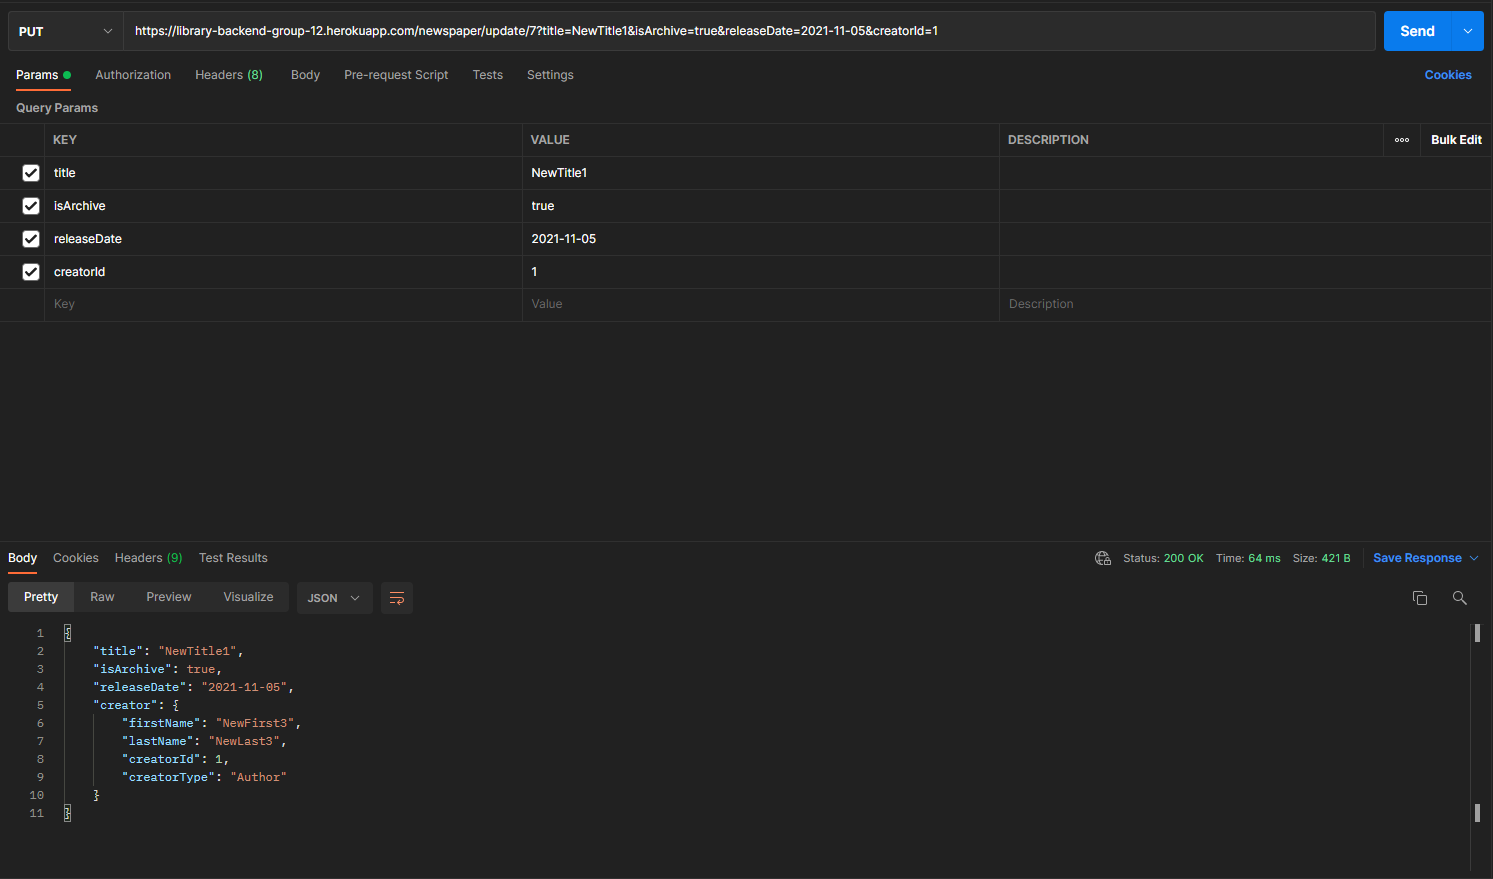 PUT https://library-backend-group-12.herokuapp.com/newspaper/update/7?title=NewTitle1&isArchive=true&releaseDate=2021-11-05&creatorId=1 Send
Params Authorization Headers (8) Body Pre-request Script Tests Settings Cookies
Query Params
KEY VALUE DESCRIPTION ooo Bulk Edit
title NewTitle1
isArchive true
releaseDate 2021-11-05
creatorId 1
Key Value Description
Body Cookies Headers (9) Test Results Status: 200 OK Time: 64 ms Size: 421 B Save Response
Pretty Raw Preview Visualize JSON
1 {
2 "title": "NewTitle1",
3 "isArchive": true,
4 "releaseDate": "2021-11-05",
5 "creator": {
6 "firstName": "NewFirst3",
7 "lastName": "NewLast3",
8 "creatorId": 1,
9 "creatorType": "Author"
10 }
11 }